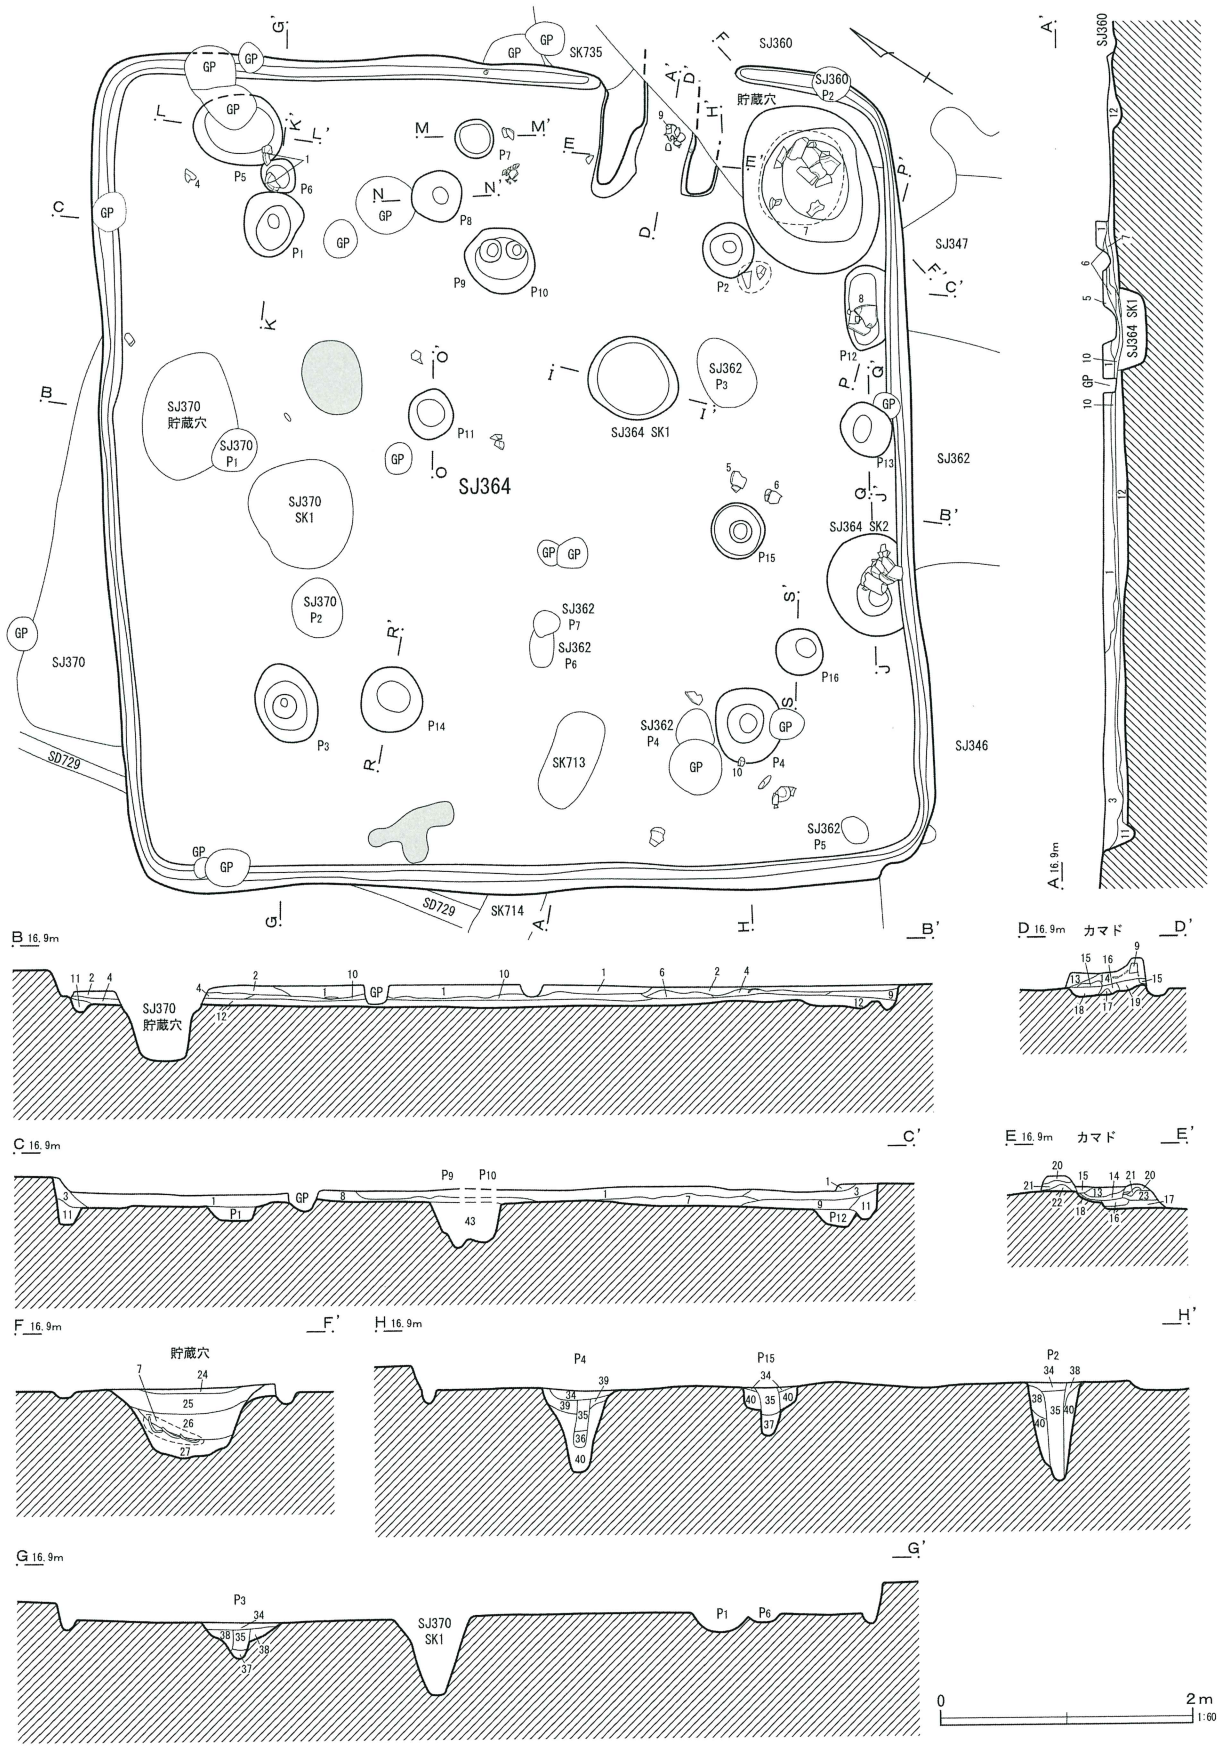 G'
GP
GP
SK735
GP
GP
F
SJ360
A'
SJ360
A'
D'
H'
SJ360
P2
貯蔵穴
GP
L
K'
L'
M
M'
P7
E
9
E'
12
1
P5
P6
4
P'
C
GP
N
GP
N'
P8
D
7
P1
GP
P9
P10
P2
SJ347
F'
C'
1
7
6
5
SJ364 SK1
10
1
GP
10
K
8
P12
O'
I
I'
SJ362
P3
P
Q'
B
SJ370
貯蔵穴
SJ370
P1
P11
SJ364 SK1
GP
P13
GP
O
SJ364
5
6
Q
J'
SJ362
12
SJ370
SK1
SJ364 SK2
B'
P15
GP
GP
1
SJ370
P2
SJ362
P7
SJ362
P6
S'
GP
SJ370
R'
J
P16
S
P3
P14
R
SJ362
P4
GP
GP
10
P4
SK713
SJ346
SD729
3
11
SJ362
P5
GP
GP
A 16.9m
G
SD729
SK714
A
H
B 16.9m
B'
D 16.9m カマド D'
11 2 4
4 2 1 10 GP 1 10 1 6 2 4 9
12 12
SJ370
貯蔵穴
13 15 14 16 9 15
18 17 19
C 16.9m
C'
E 16.9m カマド E'
P9 P10
3 11 1 P1 GP 8 43 1 7 9 1 3 P12 11
20 15 14 21 20
21 22 13 18 16 23 17
F 16.9m
F'
H 16.9m
H'
貯蔵穴
7 24
25
26
27
P4
34 39
39 35
36
40
P15
34
40 35 40
37
P2
34 38
38 35 40
40
G 16.9m
G'
P3
34
38 35 38
37
SJ370
SK1
P1 P6
0 2m
1:60